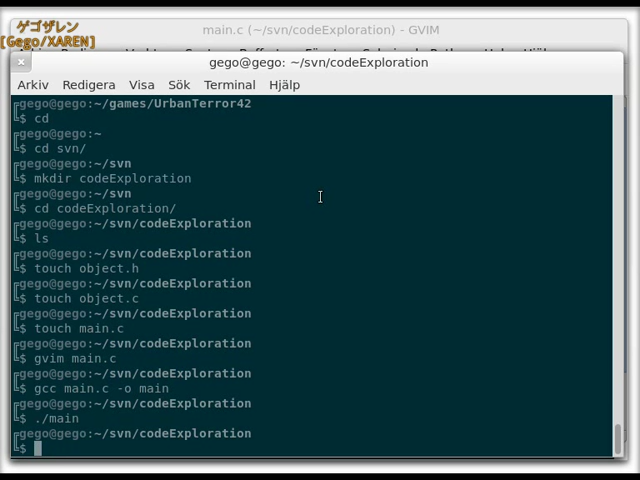 ゲゴザレン
[Gego/XAREN]
main.c (~/svn/codeExploration) - GVIM
gego@gego: ~/svn/codeExploration
Arkiv Redigera Visa Sök Terminal Hjälp
gego@gego:~/games/UrbanTerror42
$ cd
gego@gego:~
$ cd svn/
gego@gego:~/svn
$ mkdir codeExploration
gego@gego:~/svn
$ cd codeExploration/
gego@gego:~/svn/codeExploration
$ ls
gego@gego:~/svn/codeExploration
$ touch object.h
gego@gego:~/svn/codeExploration
$ touch object.c
gego@gego:~/svn/codeExploration
$ touch main.c
gego@gego:~/svn/codeExploration
$ gvim main.c
gego@gego:~/svn/codeExploration
$ gcc main.c -o main
gego@gego:~/svn/codeExploration
$ ./main
gego@gego:~/svn/codeExploration
$